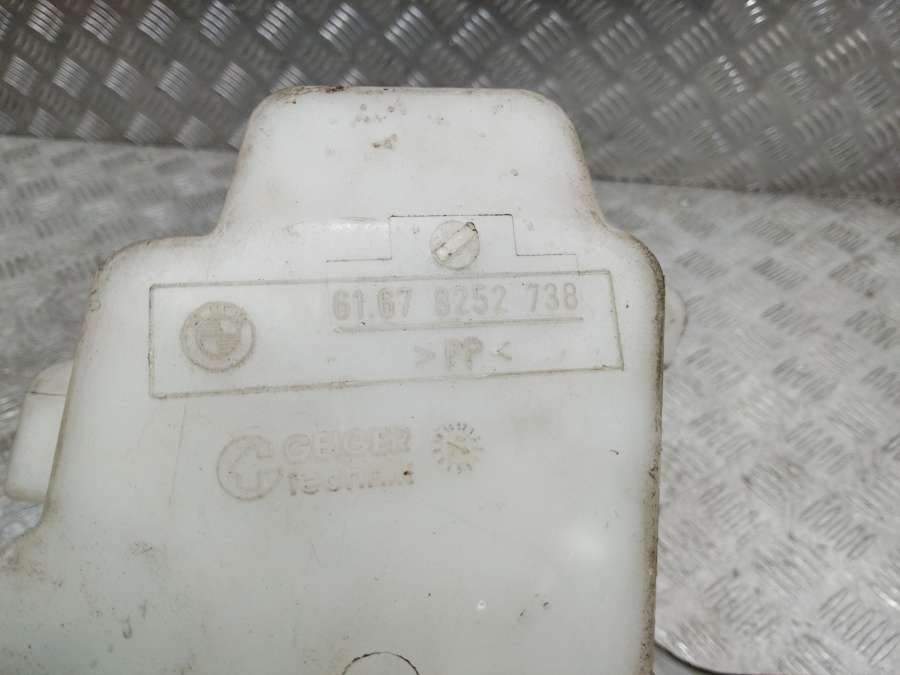 61.67 8252 738
>PP<
GEIGER
TECHNIK